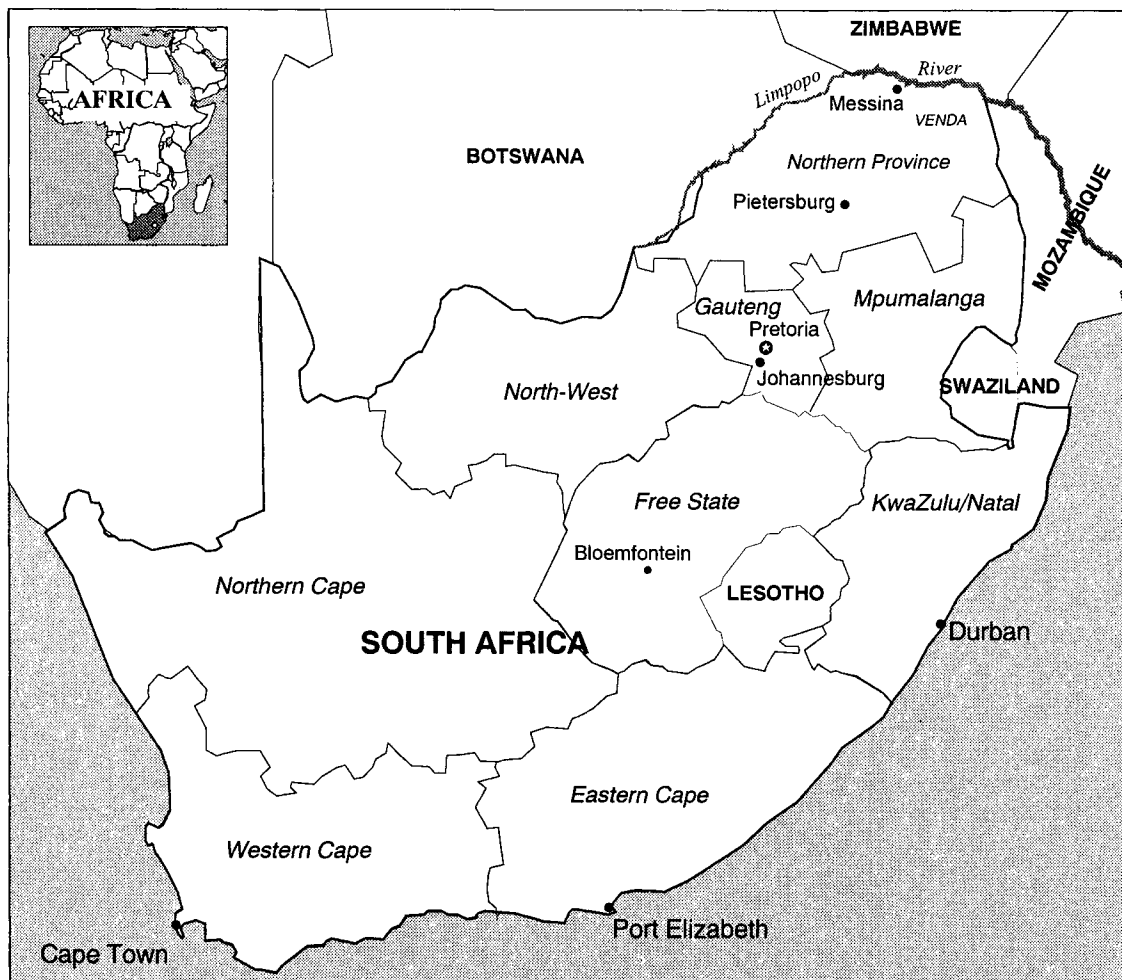 AFRICA
ZIMBABWE
Limpopo
River
Messina
VENDA
BOTSWANA
Northern Province
Pietersburg
MOZAMBIQUE
Gauteng
Mpumalanga
Pretoria
Johannesburg
SWAZILAND
North-West
Free State
KwaZulu/Natal
Bloemfontein
Northern Cape
LESOTHO
SOUTH AFRICA
Durban
Eastern Cape
Western Cape
Port Elizabeth
Cape Town